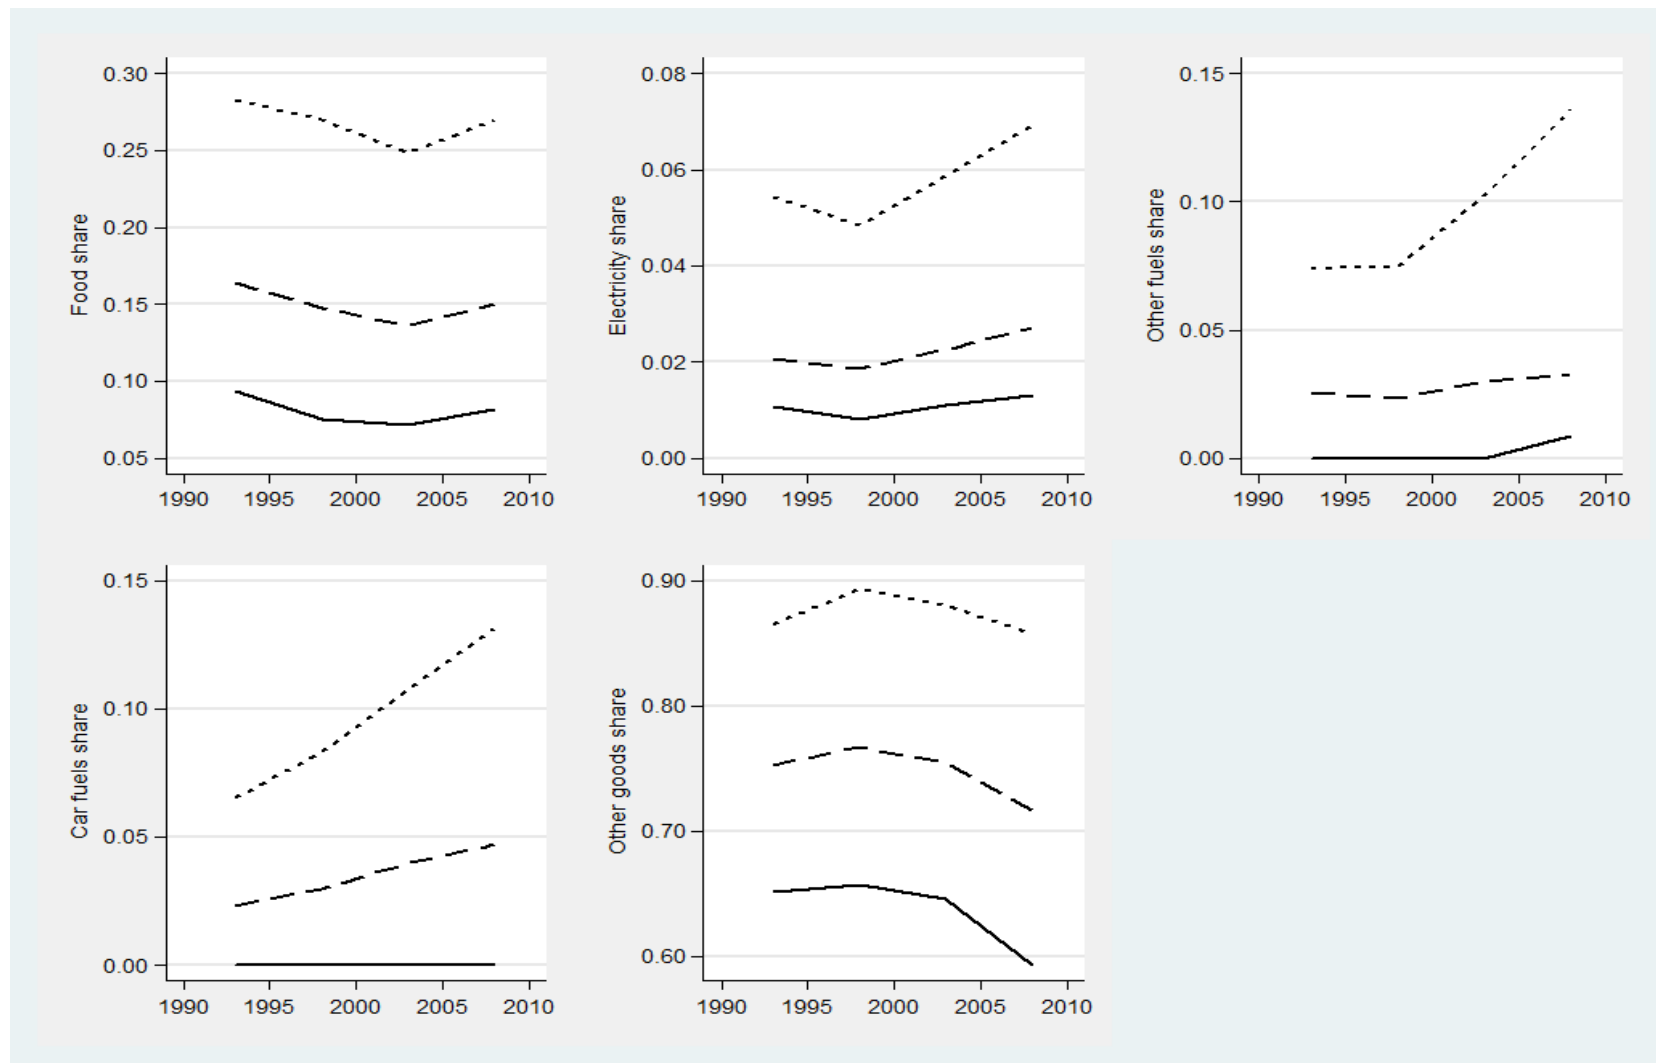 Food share
0.30
0.25
0.20
0.15
0.10
0.05
1990 1995 2000 2005 2010
Electricity share
0.08
0.06
0.04
0.02
0.00
1990 1995 2000 2005 2010
Other fuels share
0.15
0.10
0.05
0.00
1990 1995 2000 2005 2010
Car fuels share
0.15
0.10
0.05
0.00
1990 1995 2000 2005 2010
Other goods share
0.90
0.80
0.70
0.60
1990 1995 2000 2005 2010